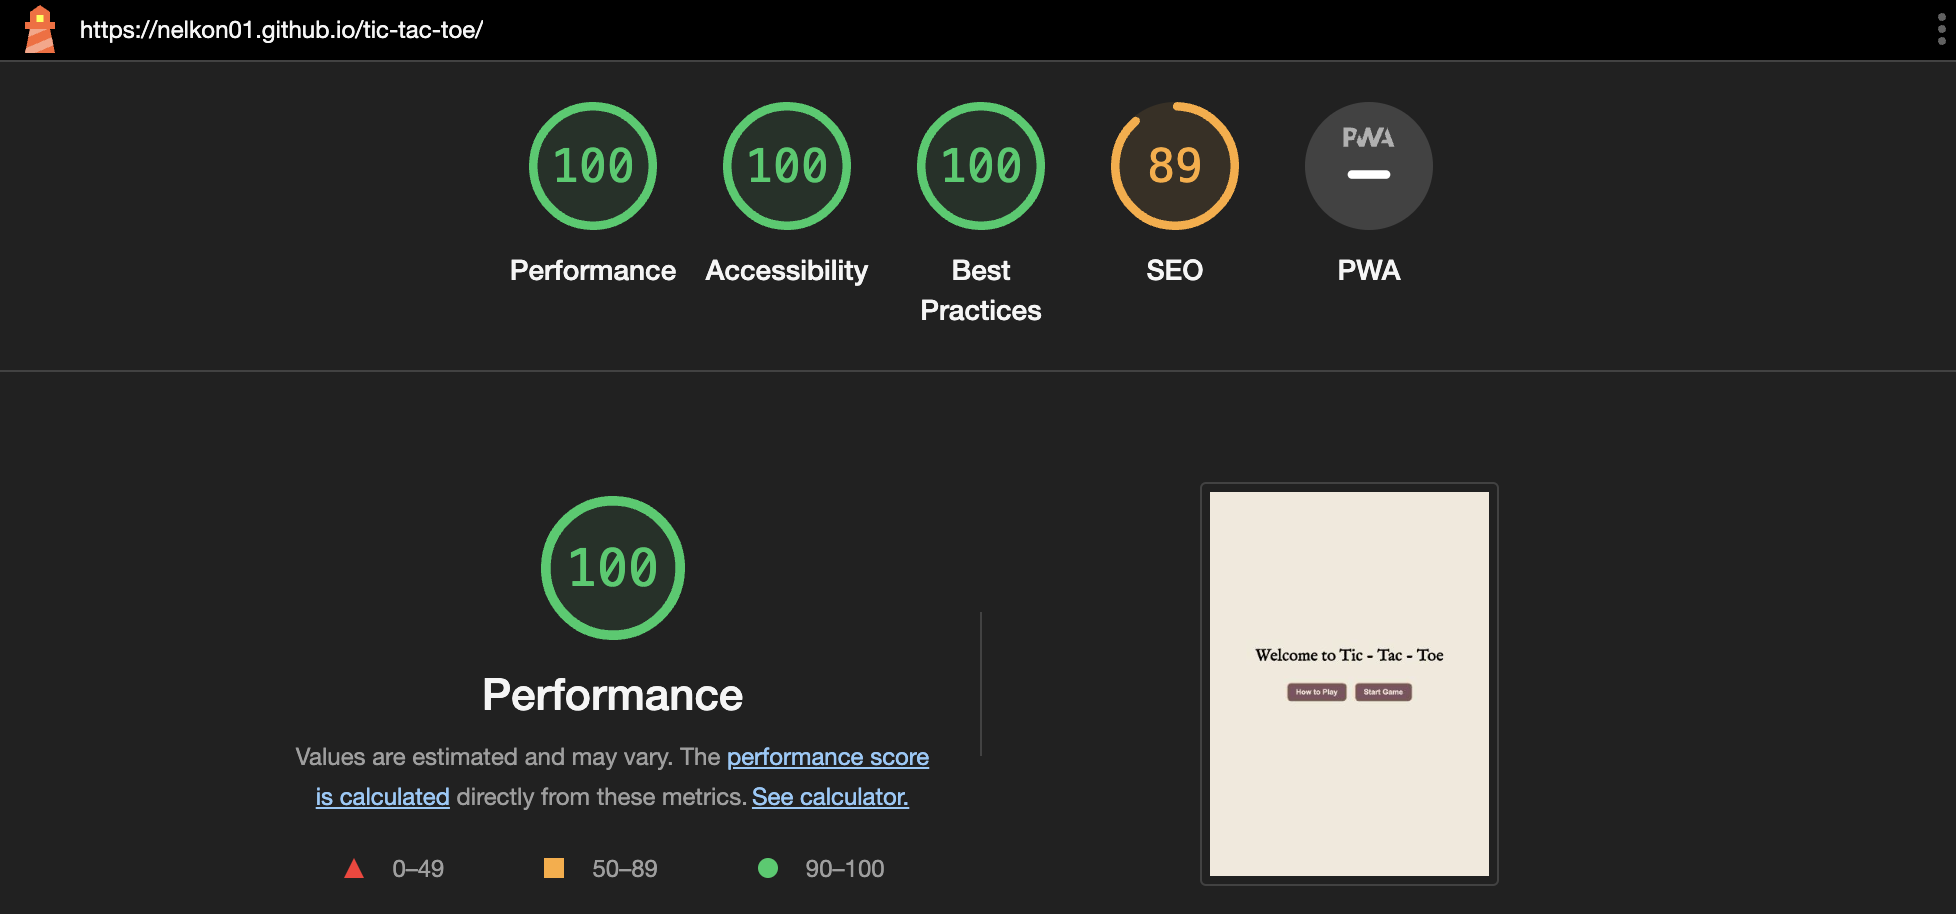 https://nelkon01.github.io/tic-tac-toe/
100
100
100
89
PWA
Performance
Accessibility
Best
Practices
SEO
PWA
100
Performance
Values are estimated and may vary. The performance score
is calculated directly from these metrics. See calculator.
0–49
50–89
90–100
Welcome to Tic - Tac - Toe
How to Play
Start Game